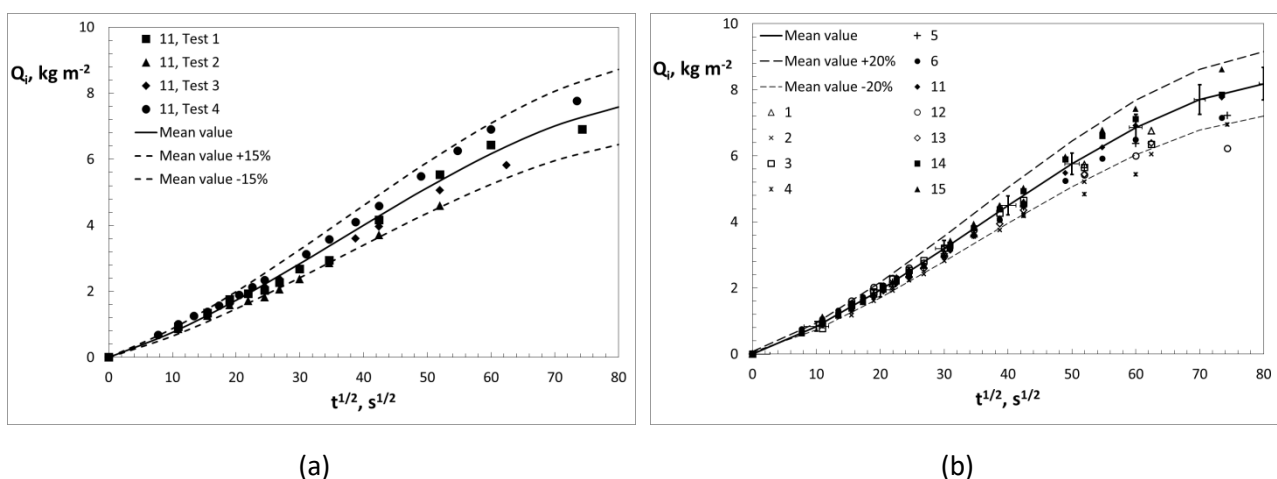 10
8
6
4
2
0
Qᵢ, kg m⁻²
11, Test 1
11, Test 2
11, Test 3
11, Test 4
Mean value
Mean value +15%
Mean value -15%
0 10 20 30 40 50 60 70 80
t^1/2, s^1/2
(a)
10
8
6
4
2
0
Qᵢ, kg m⁻²
Mean value
Mean value +20%
Mean value -20%
1
2
3
4
5
6
11
12
13
14
15
0 10 20 30 40 50 60 70 80
t^1/2, s^1/2
(b)